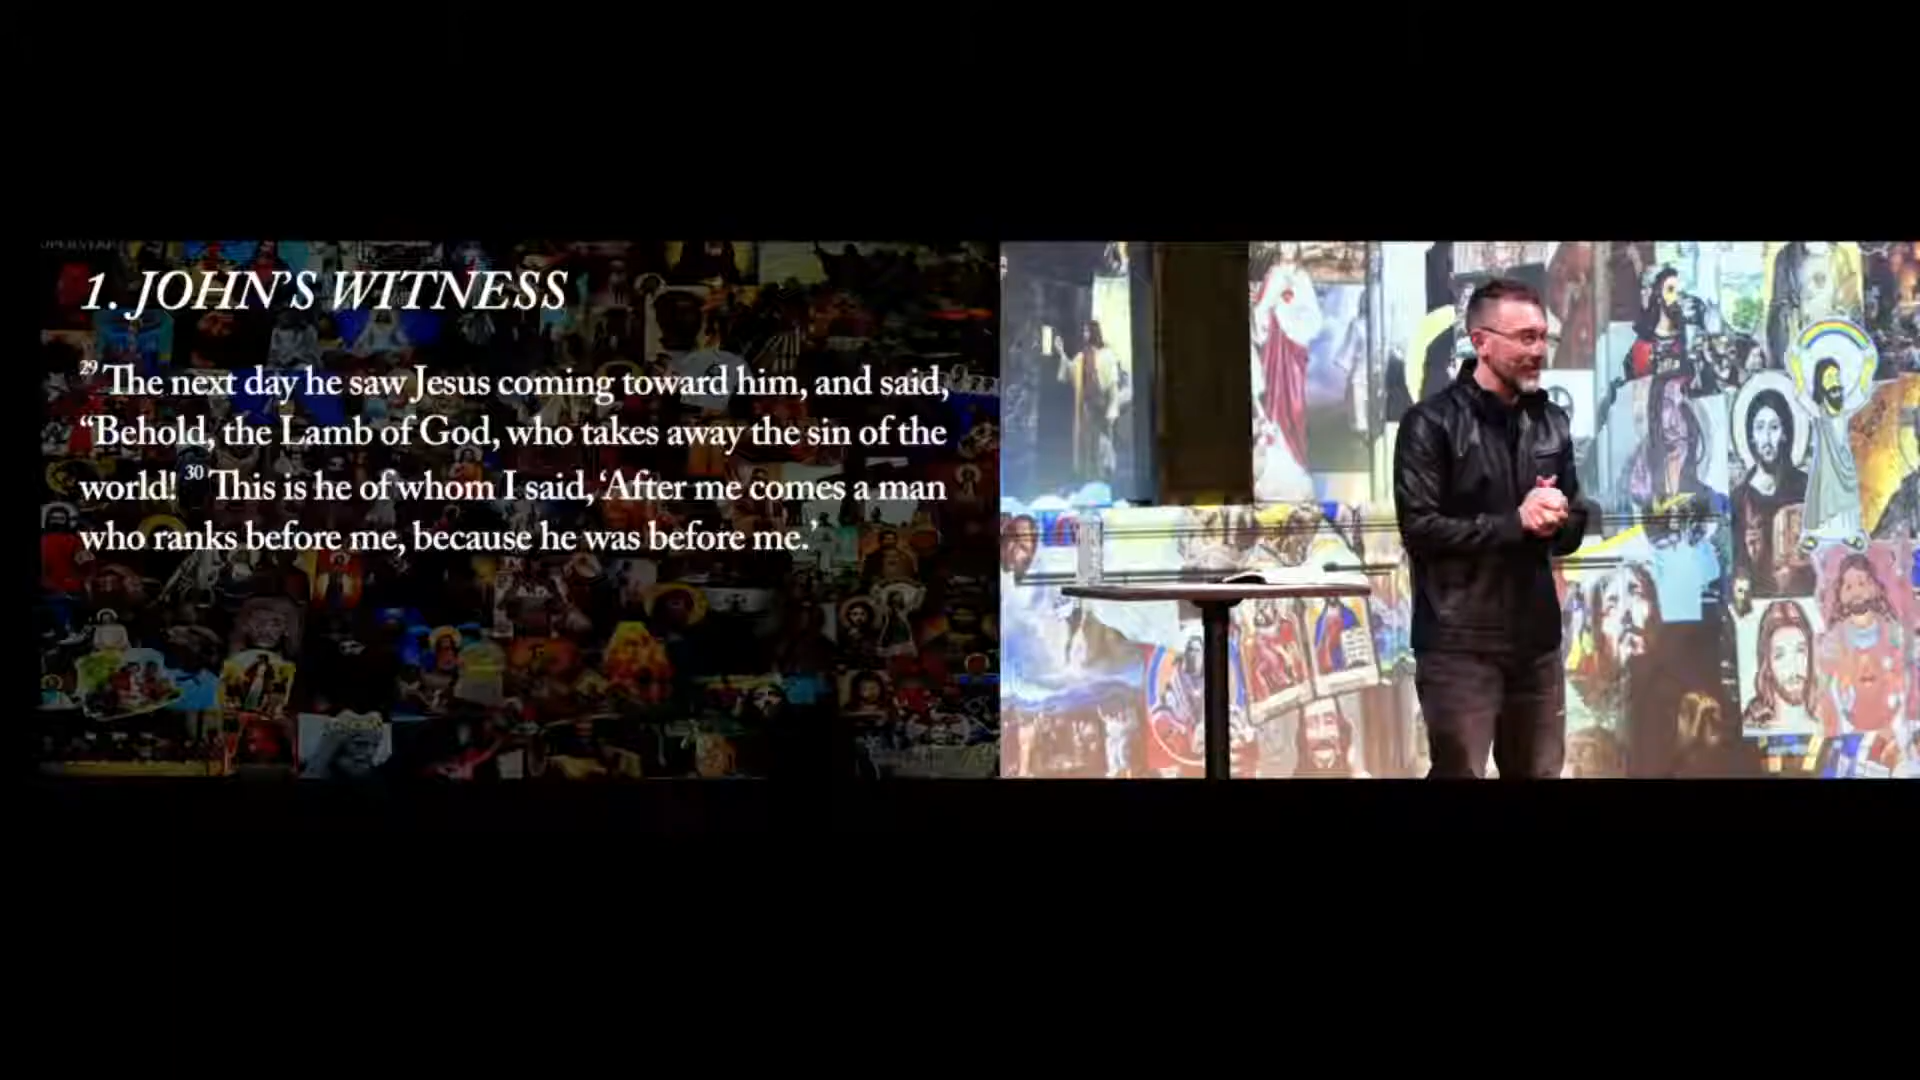 1. JOHN'S WITNESS
29 The next day he saw Jesus coming toward him, and said,
“Behold, the Lamb of God, who takes away the sin of the
world! 30 This is he of whom I said, ‘After me comes a man
who ranks before me, because he was before me.’